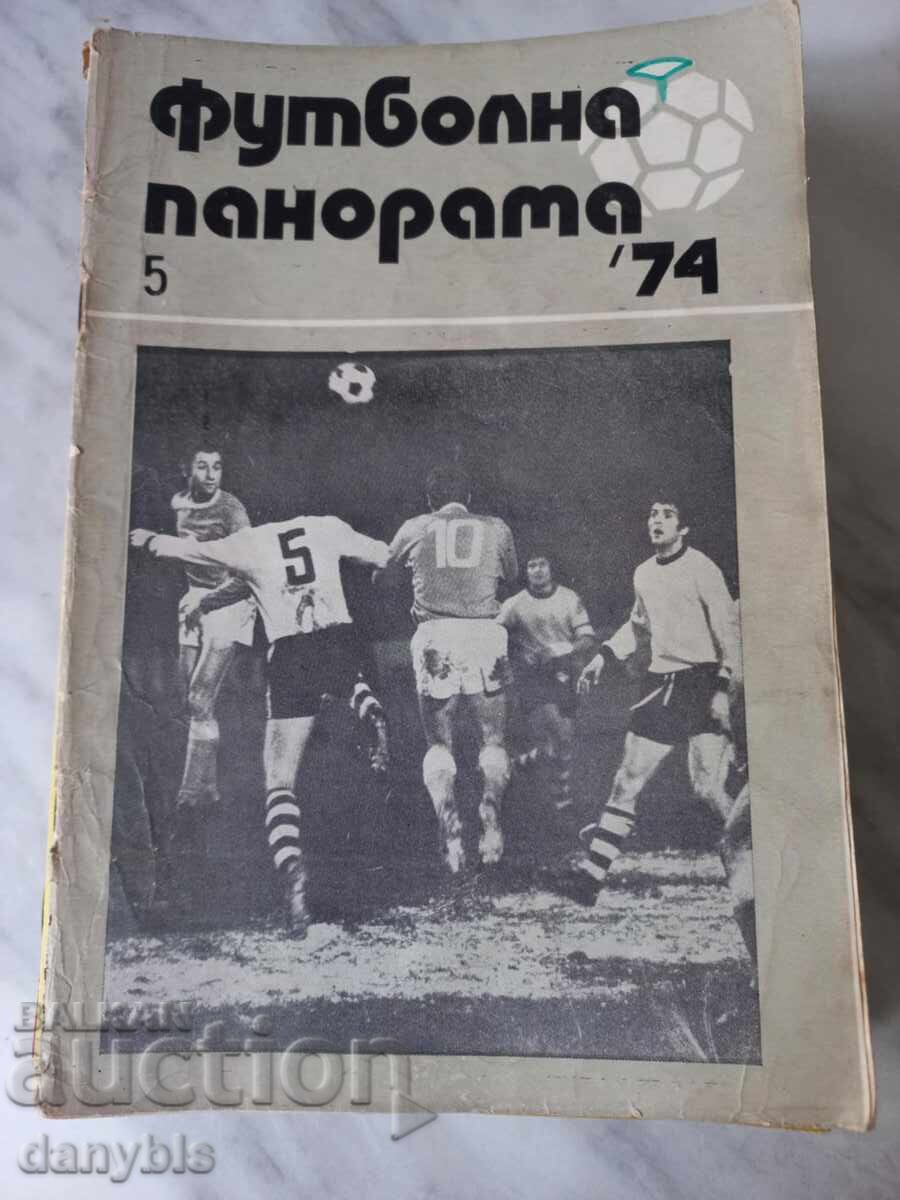 футболна
панорама
5 '74
5
10
BALKAN
auction
danybls